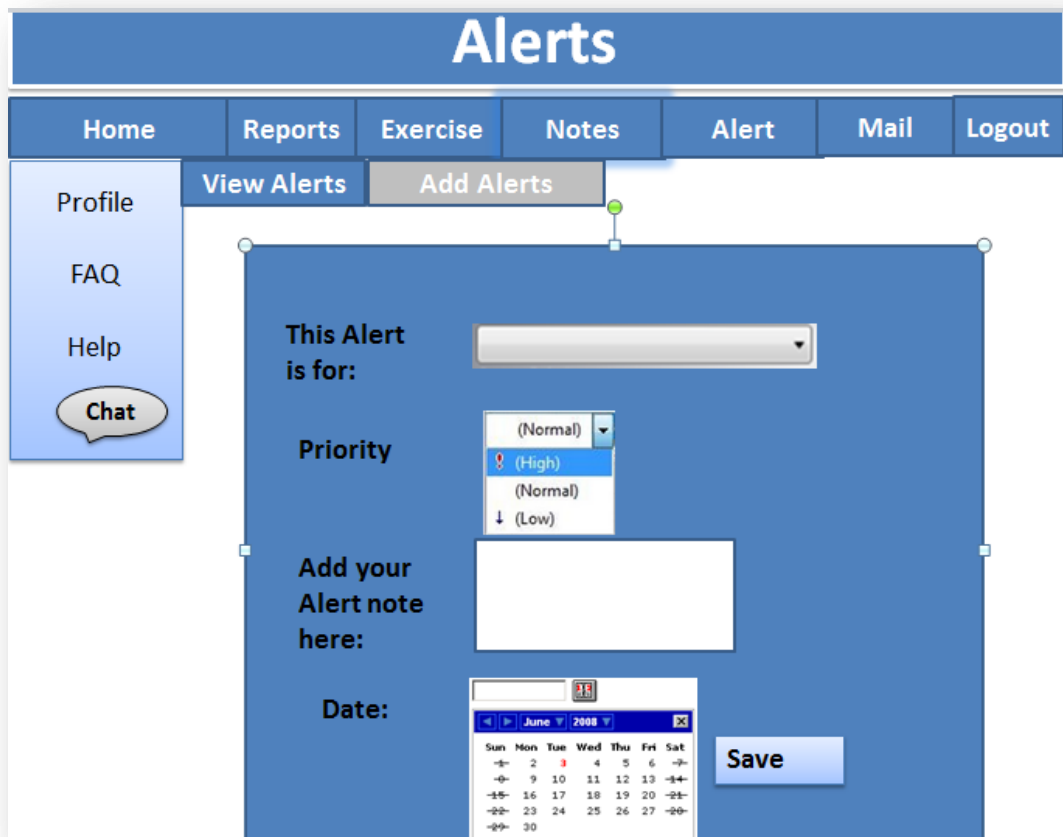 Alerts
Home Reports Exercise Notes Alert Mail Logout
View Alerts Add Alerts
Profile
FAQ
Help
Chat
This Alert
is for:
Priority
(Normal)
(High)
(Normal)
(Low)
Add your
Alert note
here:
Date:
June 2008
Sun Mon Tue Wed Thu Fri Sat
1 2 3 4 5 6 7
8 9 10 11 12 13 14
15 16 17 18 19 20 21
22 23 24 25 26 27 28
29 30
Save